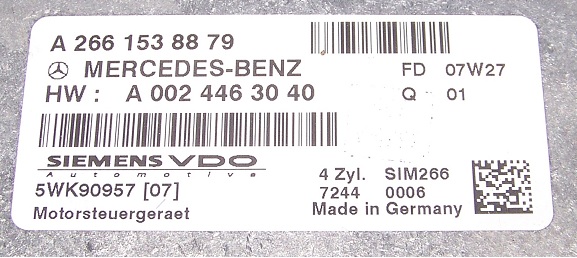 A 266 153 88 79
MERCEDES-BENZ FD 07W27
HW : A 002 446 30 40 Q 01
SIEMENS VDO
Automotive
5WK90957 [07] 4 Zyl. SIM266
7244 0006
Motorsteuergeraet Made in Germany